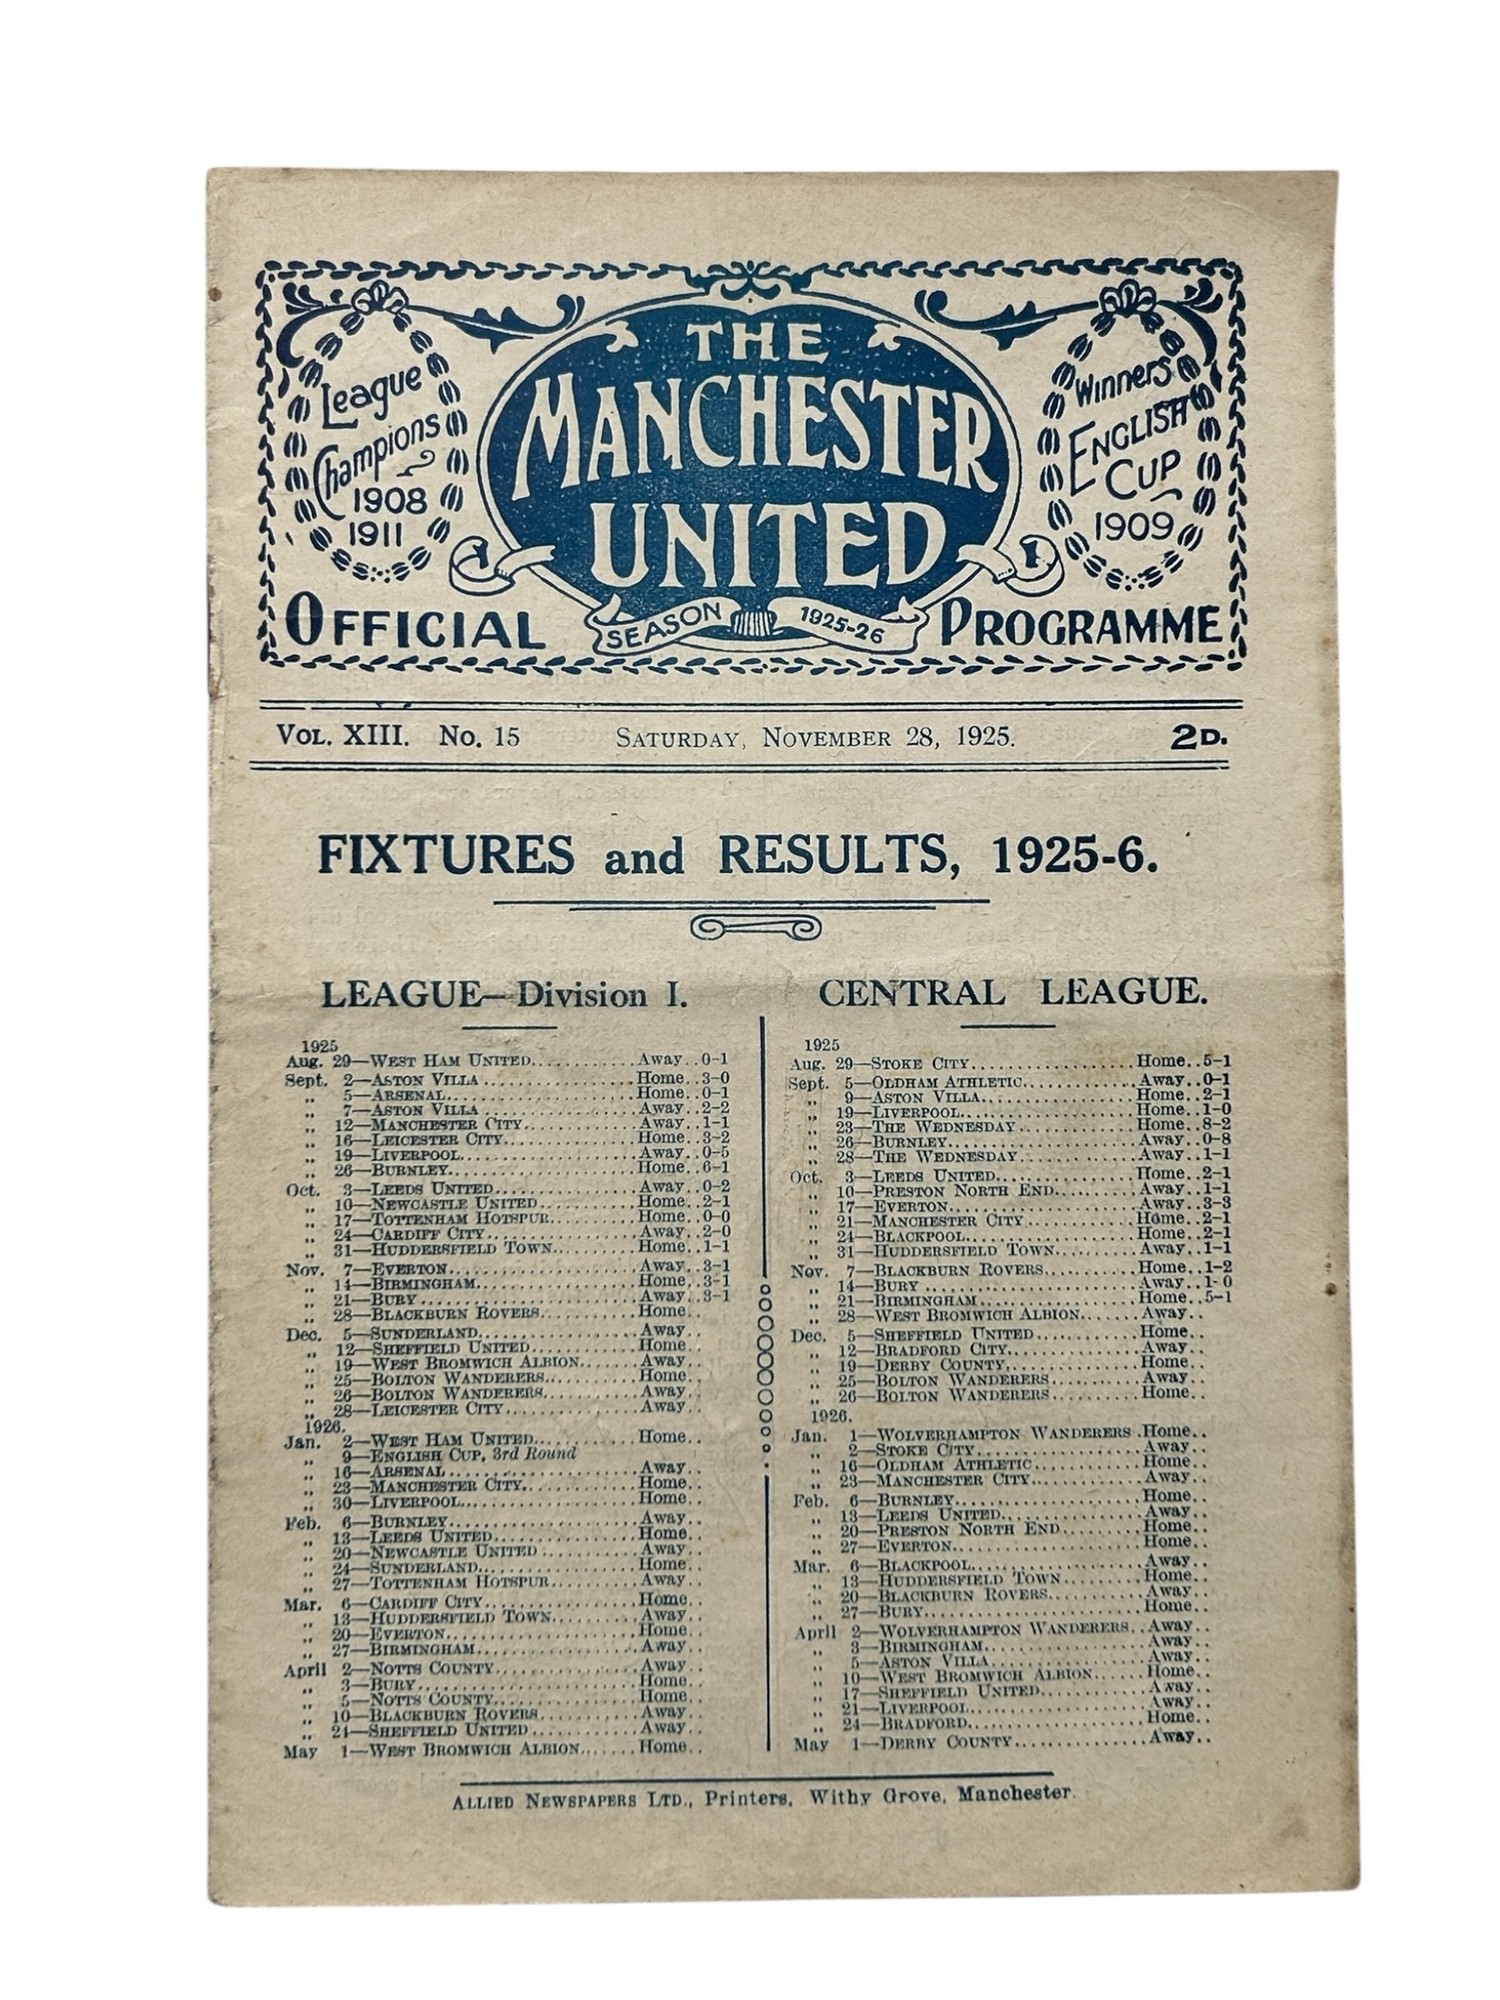 League
Champions
1908
1911
THE
MANCHESTER
UNITED
Winners
ENGLISH
CUP
1909
OFFICIAL
SEASON 1925-26
PROGRAMME
VOL. XIII. No. 15 SATURDAY, NOVEMBER 28, 1925. 2D.
FIXTURES and RESULTS, 1925-6.
LEAGUE—Division I.
1925
Aug. 29—WEST HAM UNITED............Away..0-1
Sept. 2—ASTON VILLA..................Home..3-0
„ 5—ARSENAL.......................Home..0-1
„ 7—ASTON VILLA..................Away..2-2
„ 12—MANCHESTER CITY.............Away..1-1
„ 16—LEICESTER CITY................Home..3-2
„ 19—LIVERPOOL.....................Away..0-5
„ 26—BURNLEY.......................Home..6-1
Oct. 3—LEEDS UNITED.................Away..0-2
„ 10—NEWCASTLE UNITED...........Home..2-1
„ 17—TOTTENHAM HOTSPUR..........Home..0-0
„ 24—CARDIFF CITY..................Away..2-0
„ 31—HUDDERSFIELD TOWN..........Home..1-1
Nov. 7—EVERTON.......................Away..3-1
„ 14—BIRMINGHAM...................Home..3-1
„ 21—BURY..........................Away..3-1
„ 28—BLACKBURN ROVERS...........Home..
Dec. 5—SUNDERLAND...................Away..
„ 12—SHEFFIELD UNITED............Home..
„ 19—WEST BROMWICH ALBION.......Away..
„ 25—BOLTON WANDERERS...........Home..
„ 26—BOLTON WANDERERS...........Away..
„ 28—LEICESTER CITY................Away..
1926.
Jan. 2—WEST HAM UNITED.............Home..
„ 9—ENGLISH CUP, 3rd Round
„ 16—ARSENAL.......................Away..
„ 23—MANCHESTER CITY.............Home..
„ 30—LIVERPOOL.....................Home..
Feb. 6—BURNLEY.......................Away..
„ 13—LEEDS UNITED.................Home..
„ 20—NEWCASTLE UNITED...........Away..
„ 24—SUNDERLAND...................Home..
„ 27—TOTTENHAM HOTSPUR..........Away..
Mar. 6—CARDIFF CITY..................Home..
„ 13—HUDDERSFIELD TOWN..........Away..
„ 20—EVERTON.......................Home..
„ 27—BIRMINGHAM...................Away..
April 2—NOTTS COUNTY................Away..
„ 3—BURY..........................Home..
„ 5—NOTTS COUNTY................Home..
„ 10—BLACKBURN ROVERS...........Away..
„ 21—SHEFFIELD UNITED............Away..
May 1—WEST BROMWICH ALBION.......Home..
CENTRAL LEAGUE.
1925
Aug. 29—STOKE CITY....................Home..5-1
Sept. 5—OLDHAM ATHLETIC.............Away..0-1
„ 9—ASTON VILLA...................Home..2-1
„ 19—LIVERPOOL.....................Home..1-0
„ 23—THE WEDNESDAY...............Home..8-2
„ 26—BURNLEY.......................Away..0-8
„ 28—THE WEDNESDAY...............Away..1-1
Oct. 3—LEEDS UNITED.................Home..2-1
„ 10—PRESTON NORTH END..........Away..1-1
„ 17—EVERTON.......................Away..3-3
„ 21—MANCHESTER CITY.............Home..2-1
„ 24—BLACKPOOL....................Home..2-1
„ 31—HUDDERSFIELD TOWN..........Away..1-1
Nov. 7—BLACKBURN ROVERS...........Home..1-2
„ 14—BURY..........................Away..1-0
„ 21—BIRMINGHAM...................Home..5-1
„ 28—WEST BROMWICH ALBION.......Away..
Dec. 5—SHEFFIELD UNITED............Home..
„ 12—BRADFORD CITY................Away..
„ 19—DERBY COUNTY................Home..
„ 25—BOLTON WANDERERS...........Away..
„ 26—BOLTON WANDERERS...........Home..
1926.
Jan. 1—WOLVERHAMPTON WANDERERS.Home..
„ 2—STOKE CITY....................Away..
„ 16—OLDHAM ATHLETIC.............Home..
„ 23—MANCHESTER CITY.............Away..
Feb. 6—BURNLEY.......................Home..
„ 13—LEEDS UNITED.................Away..
„ 20—PRESTON NORTH END..........Home..
„ 27—EVERTON.......................Home..
Mar. 6—BLACKPOOL....................Away..
„ 13—HUDDERSFIELD TOWN..........Home..
„ 20—BLACKBURN ROVERS...........Away..
„ 27—BURY..........................Home..
April 2—WOLVERHAMPTON WANDERERS..Away..
„ 3—BIRMINGHAM...................Away..
„ 5—ASTON VILLA...................Away..
„ 10—WEST BROMWICH ALBION......Home..
„ 17—SHEFFIELD UNITED............Away..
„ 21—LIVERPOOL.....................Away..
„ 24—BRADFORD.....................Home..
May 1—DERBY COUNTY................Away..
ALLIED NEWSPAPERS LTD., Printers, Withy Grove, Manchester.